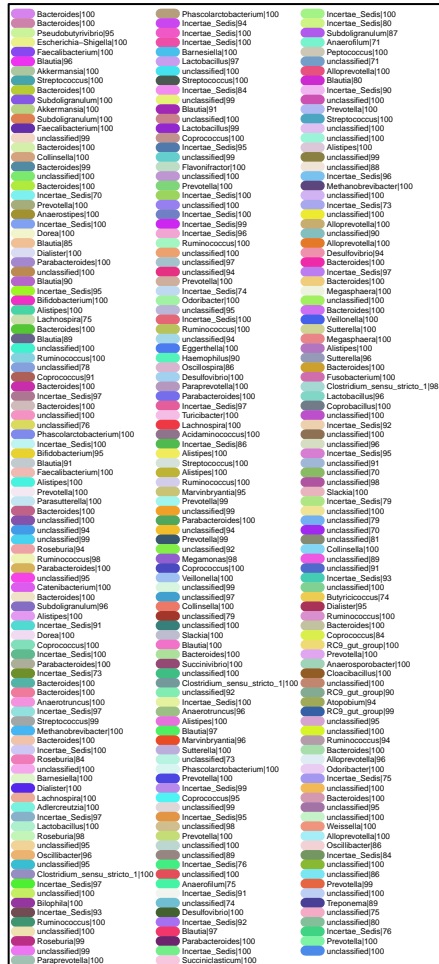 Bacteroides|100
Bacteroides|100
Pseudobutyrivibrio|95
Escherichia-Shigella|100
Faecalibacterium|100
Blautia|96
Akkermansia|100
Streptococcus|100
Bacteroides|100
Subdoligranulum|100
Akkermansia|100
Subdoligranulum|100
Faecalibacterium|100
unclassified|99
Bacteroides|100
Collinsella|100
Bacteroides|99
unclassified|100
Bacteroides|100
Incertae_Sedis|70
Prevotella|100
Anaerostipes|100
Incertae_Sedis|100
Dorea|100
Blautia|85
Dialister|100
Parabacteroides|100
unclassified|100
Blautia|90
Incertae_Sedis|95
Bifidobacterium|100
Alistipes|100
Lachnospira|75
Bacteroides|100
Blautia|89
unclassified|100
Ruminococcus|100
unclassified|78
Coprococcus|91
Bacteroides|100
Incertae_Sedis|97
Bacteroides|100
unclassified|100
unclassified|76
Phascolarctobacterium|100
Incertae_Sedis|100
Bifidobacterium|95
Blautia|91
Faecalibacterium|100
Alistipes|100
Prevotella|100
Parasutterella|100
Bacteroides|100
unclassified|100
unclassified|94
unclassified|99
Roseburia|94
Ruminococcus|98
Parabacteroides|100
unclassified|95
Catenibacterium|100
Bacteroides|100
Subdoligranulum|96
Alistipes|100
Incertae_Sedis|91
Dorea|100
Coprococcus|100
Incertae_Sedis|100
Parabacteroides|100
Incertae_Sedis|73
Bacteroides|100
Bacteroides|100
Anaerotruncus|100
Incertae_Sedis|97
Streptococcus|99
Methanobrevibacter|100
Bacteroides|100
Incertae_Sedis|100
Roseburia|84
unclassified|100
Barnesiella|100
Dialister|100
Lachnospira|100
Adlercreutzia|100
Incertae_Sedis|97
Lactobacillus|100
Roseburia|98
unclassified|95
Oscillibacter|96
unclassified|95
Clostridium_sensu_stricto_1|100
Incertae_Sedis|97
unclassified|100
Bilophila|100
Incertae_Sedis|93
Ruminococcus|100
unclassified|100
Roseburia|99
unclassified|99
Paraprevotella|100
Phascolarctobacterium|100
Incertae_Sedis|94
Incertae_Sedis|100
Incertae_Sedis|100
Barnesiella|100
Lactobacillus|97
unclassified|100
Streptococcus|100
Incertae_Sedis|84
unclassified|99
Blautia|91
unclassified|100
Lactobacillus|99
Coprococcus|100
Incertae_Sedis|95
unclassified|99
Flavonifractor|100
unclassified|100
Prevotella|100
Incertae_Sedis|100
unclassified|100
Incertae_Sedis|100
Incertae_Sedis|99
Incertae_Sedis|96
Ruminococcus|100
unclassified|100
unclassified|97
unclassified|94
Prevotella|100
Incertae_Sedis|74
Odoribacter|100
unclassified|95
Incertae_Sedis|100
Ruminococcus|100
unclassified|94
Eggerthella|100
Haemophilus|90
Oscillospira|86
Desulfovibrio|100
Paraprevotella|100
Parabacteroides|100
Incertae_Sedis|97
Turicibacter|100
Lachnospira|100
Acidaminococcus|100
Incertae_Sedis|86
Alistipes|100
Streptococcus|100
Alistipes|100
Ruminococcus|100
Marvinbryantia|95
Prevotella|99
unclassified|99
Parabacteroides|100
unclassified|94
Prevotella|99
unclassified|92
Megamonas|98
Coprococcus|100
Veillonella|100
unclassified|99
unclassified|97
Collinsella|100
unclassified|79
unclassified|100
Slackia|100
Blautia|100
Bacteroides|100
Succinivibrio|100
unclassified|100
Clostridium_sensu_stricto_1|100
unclassified|92
Incertae_Sedis|100
Anaerotruncus|96
Alistipes|100
Blautia|97
Marvinbryantia|96
Sutterella|100
unclassified|73
Phascolarctobacterium|100
Prevotella|100
Incertae_Sedis|99
Coprococcus|95
unclassified|99
Incertae_Sedis|95
unclassified|98
Prevotella|100
unclassified|100
unclassified|89
Incertae_Sedis|76
unclassified|100
Anaerofilum|75
Incertae_Sedis|91
unclassified|74
Desulfovibrio|100
Incertae_Sedis|92
Blautia|97
Parabacteroides|100
Incertae_Sedis|100
Succiniclasticum|100
Incertae_Sedis|100
Incertae_Sedis|80
Subdoligranulum|87
Anaerofilum|71
Peptococcus|100
unclassified|71
Alloprevotella|100
Blautia|80
Incertae_Sedis|90
unclassified|100
Prevotella|100
Streptococcus|100
unclassified|100
unclassified|100
Alistipes|100
unclassified|99
unclassified|88
Incertae_Sedis|96
Methanobrevibacter|100
unclassified|100
Incertae_Sedis|73
unclassified|100
Alloprevotella|100
unclassified|90
Alloprevotella|100
Desulfovibrio|94
Bacteroides|100
Incertae_Sedis|97
Bacteroides|100
Megasphaera|100
unclassified|100
Bacteroides|100
Veillonella|100
Sutterella|100
Megasphaera|100
Alistipes|100
Sutterella|96
Bacteroides|100
Fusobacterium|100
Clostridium_sensu_stricto_1|98
Lactobacillus|96
Coprobacillus|100
unclassified|100
Incertae_Sedis|92
unclassified|100
unclassified|96
Incertae_Sedis|95
unclassified|91
unclassified|70
unclassified|98
Slackia|100
Incertae_Sedis|79
unclassified|100
unclassified|79
unclassified|70
unclassified|81
Collinsella|100
unclassified|89
unclassified|91
Incertae_Sedis|93
unclassified|100
Butyricicoccus|74
Dialister|95
Ruminococcus|100
Bacteroides|100
Coprococcus|84
RC9_gut_group|100
Prevotella|100
Anaerosporobacter|100
Cloacibacillus|100
unclassified|100
RC9_gut_group|90
Atopobium|94
RC9_gut_group|99
unclassified|95
unclassified|100
Ruminococcus|94
Bacteroides|100
Alloprevotella|96
Odoribacter|100
Incertae_Sedis|75
unclassified|100
Bacteroides|100
unclassified|95
unclassified|100
Weissella|100
Alloprevotella|100
Oscillibacter|86
Incertae_Sedis|84
unclassified|100
unclassified|86
Prevotella|99
unclassified|100
Treponema|89
unclassified|75
unclassified|80
Incertae_Sedis|76
Prevotella|100
unclassified|100